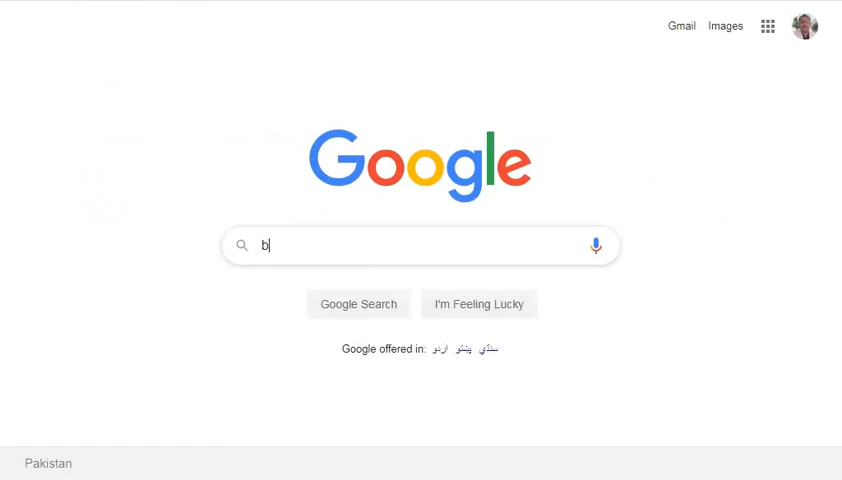 Gmail Images
Google
b
Google Search I'm Feeling Lucky
Google offered in: اردو پښتو سنڌي
Pakistan